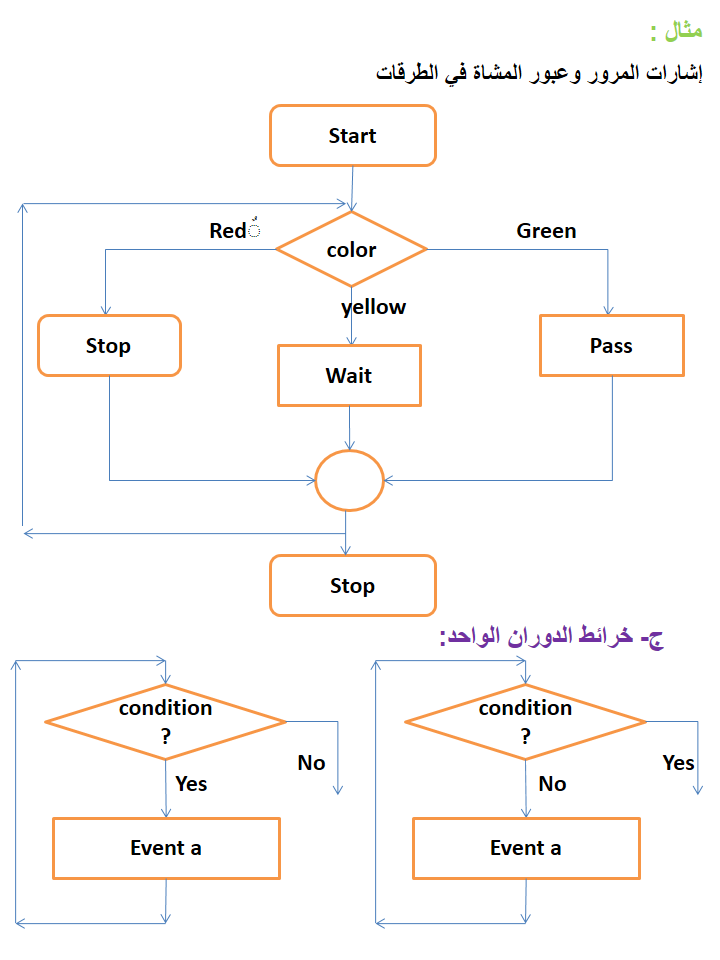 مثال :
إشارات المرور وعبور المشاة في الطرقات
Start
Redٌ
Green
color
yellow
Stop
Wait
Pass
Stop
ج- خرائط الدوران الواحد:
condition
?
No
Yes
Event a
condition
?
Yes
No
Event a